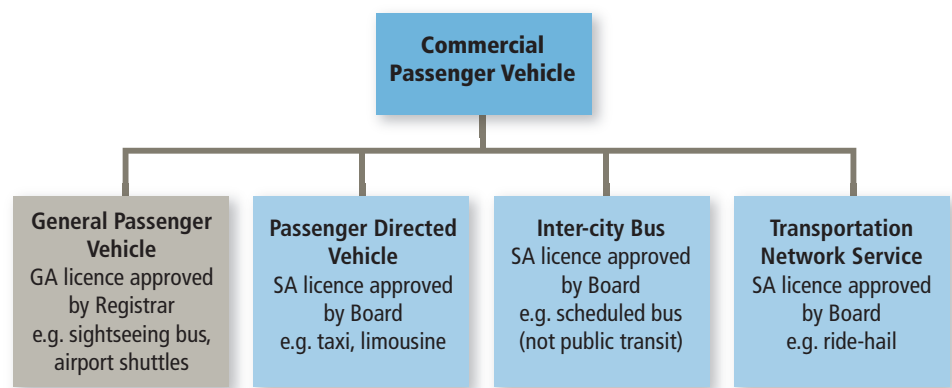 Commercial
Passenger Vehicle
General Passenger
Vehicle
GA licence approved
by Registrar
e.g. sightseeing bus,
airport shuttles
Passenger Directed
Vehicle
SA licence approved
by Board
e.g. taxi, limousine
Inter-city Bus
SA licence approved
by Board
e.g. scheduled bus
(not public transit)
Transportation
Network Service
SA licence approved
by Board
e.g. ride-hail